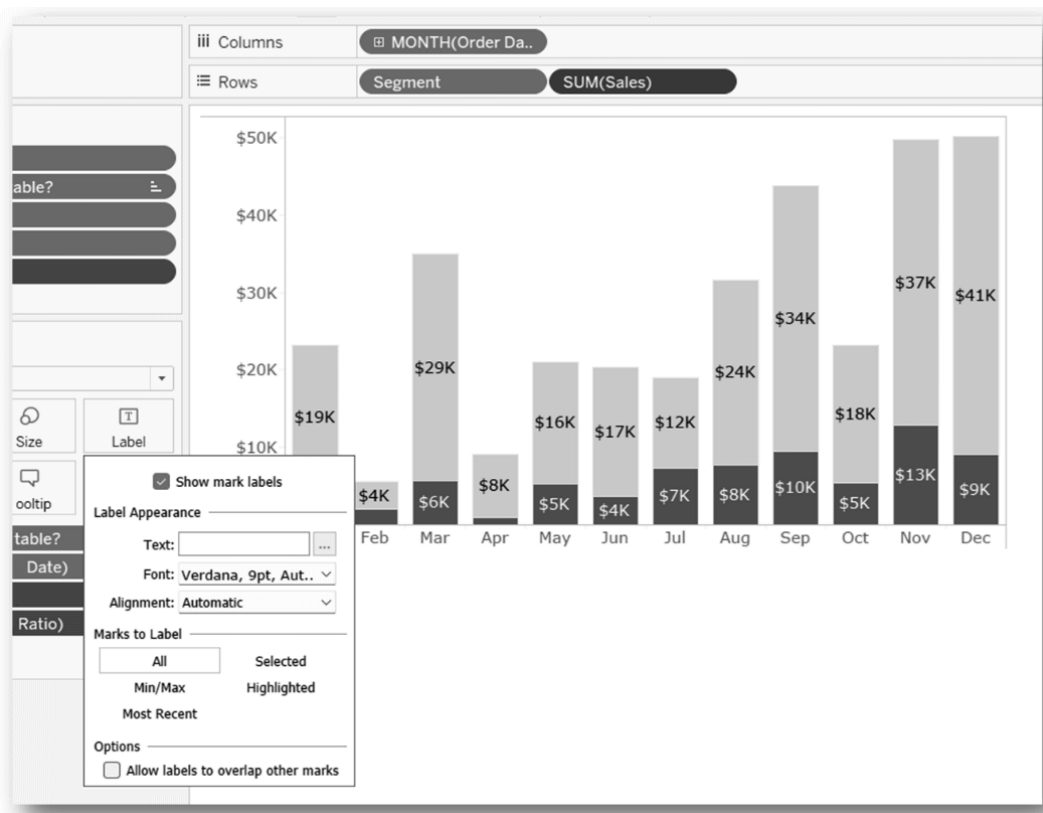 Columns
MONTH(Order Da..
Rows
Segment
SUM(Sales)
able?
Size
Label
ooltip
table?
Date)
Ratio)
Show mark labels
Label Appearance
Text:
...
Font: Verdana, 9pt, Aut..
Alignment: Automatic
Marks to Label
All
Selected
Min/Max
Highlighted
Most Recent
Options
Allow labels to overlap other marks
$50K
$40K
$30K
$20K
$10K
$19K
$4K
$29K
$6K
$8K
$16K
$5K
$17K
$4K
$12K
$7K
$24K
$8K
$34K
$10K
$18K
$5K
$37K
$13K
$41K
$9K
Feb Mar Apr May Jun Jul Aug Sep Oct Nov Dec